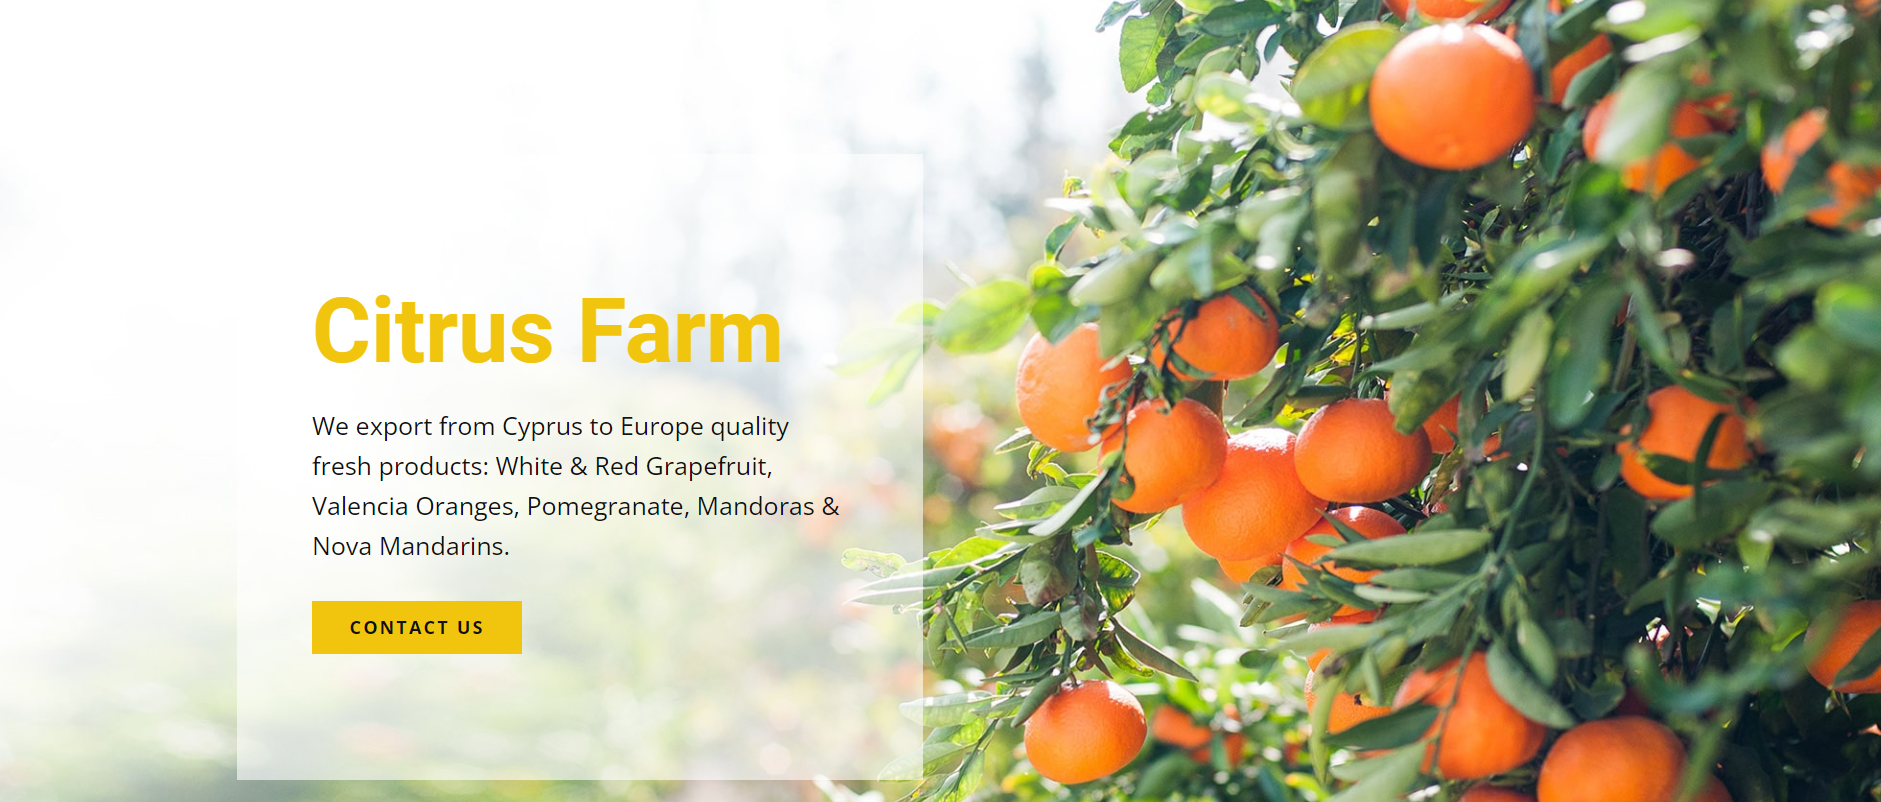 Citrus Farm
We export from Cyprus to Europe quality
fresh products: White & Red Grapefruit,
Valencia Oranges, Pomegranate, Mandoras &
Nova Mandarins.
CONTACT US